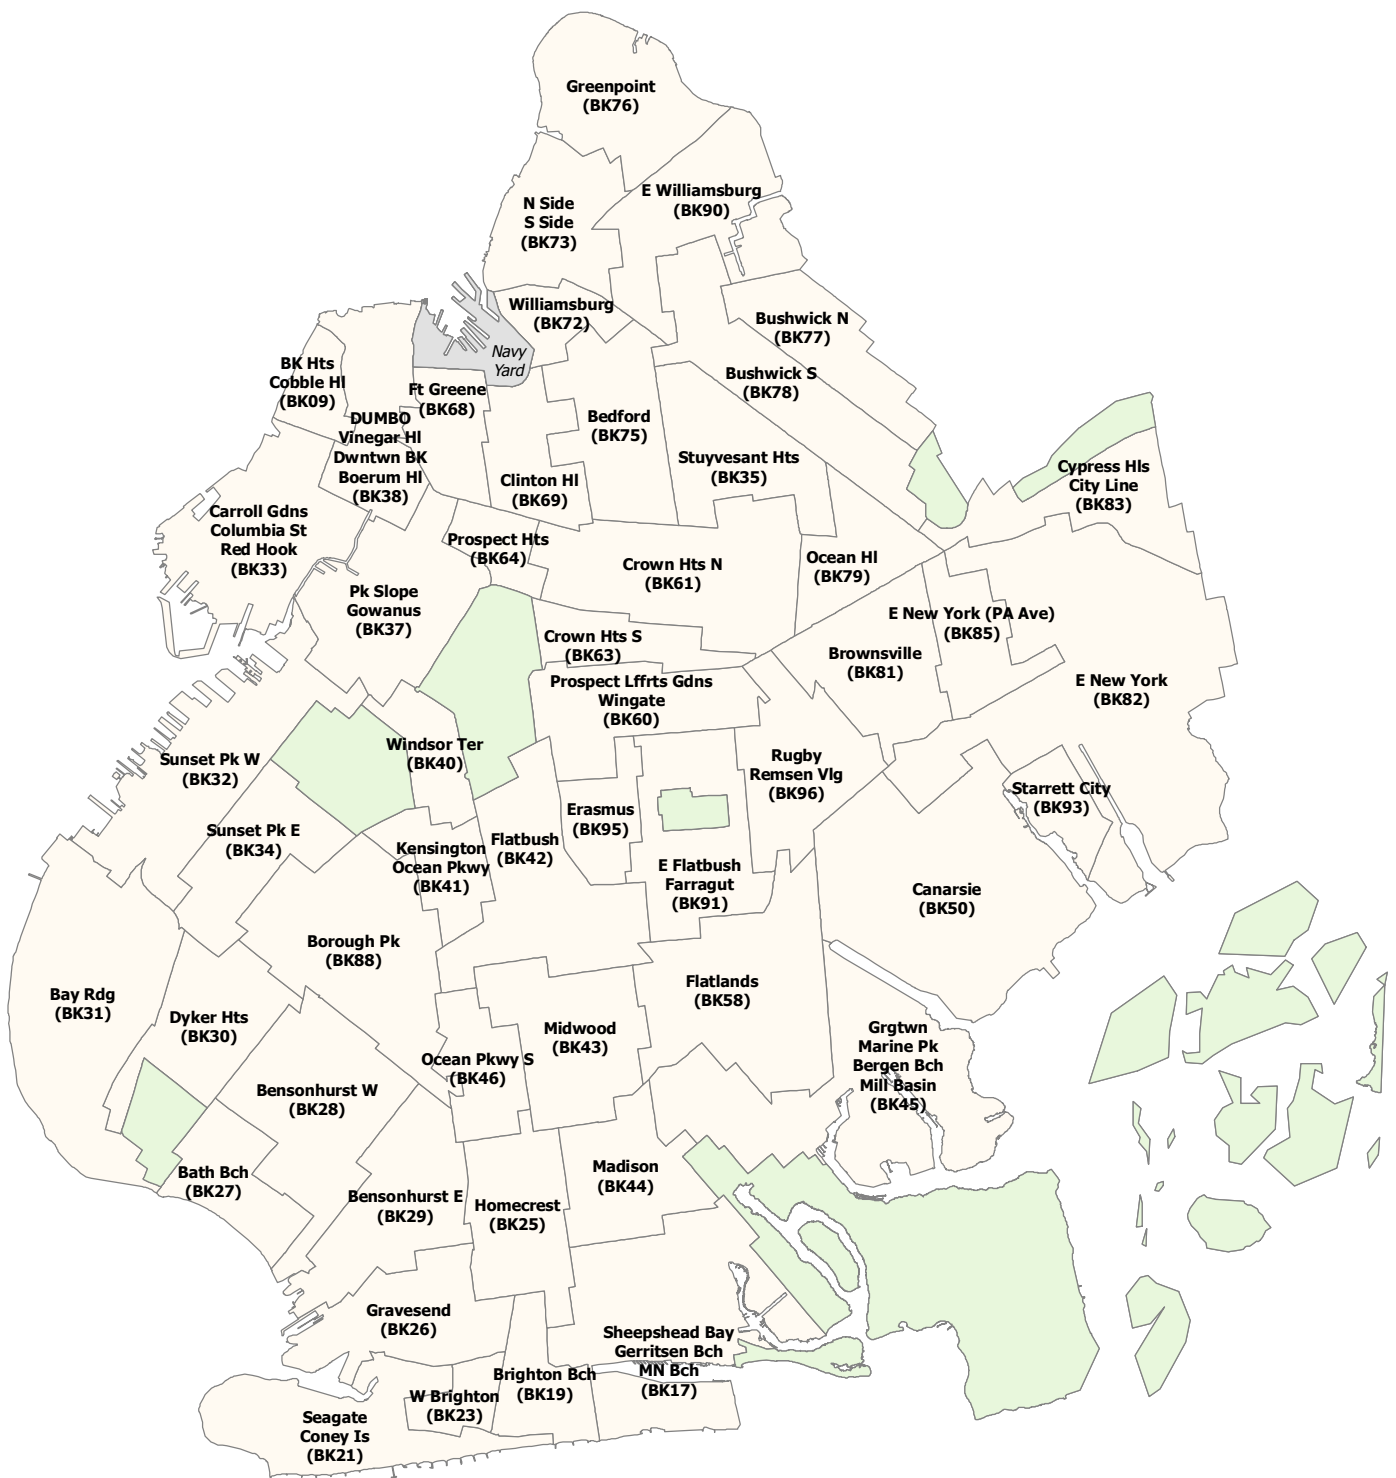 Greenpoint
(BK76)
E Williamsburg
(BK90)
N Side
S Side
(BK73)
Williamsburg
(BK72)
Bushwick N
(BK77)
Navy
Yard
BK Hts
Cobble Hl
(BK09)
Ft Greene
(BK68)
Bushwick S
(BK78)
DUMBO
Vinegar Hl
Dwntwn BK
Boerum Hl
(BK38)
Bedford
(BK75)
Stuyvesant Hts
(BK35)
Clinton Hl
(BK69)
Cypress Hls
City Line
(BK83)
Carroll Gdns
Columbia St
Red Hook
(BK33)
Prospect Hts
(BK64)
Crown Hts N
(BK61)
Ocean Hl
(BK79)
Pk Slope
Gowanus
(BK37)
E New York (PA Ave)
(BK85)
Crown Hts S
(BK63)
Brownsville
(BK81)
Prospect Lffrts Gdns
Wingate
(BK60)
E New York
(BK82)
Windsor Ter
(BK40)
Sunset Pk W
(BK32)
Rugby
Remsen Vlg
(BK96)
Starrett City
(BK93)
Erasmus
(BK95)
Sunset Pk E
(BK34)
Flatbush
(BK42)
Kensington
Ocean Pkwy
(BK41)
E Flatbush
Farragut
(BK91)
Canarsie
(BK50)
Borough Pk
(BK88)
Flatlands
(BK58)
Bay Rdg
(BK31)
Dyker Hts
(BK30)
Midwood
(BK43)
Grgtwn
Marine Pk
Bergen Bch
Mill Basin
(BK45)
Ocean Pkwy S
(BK46)
Bensonhurst W
(BK28)
Bath Bch
(BK27)
Madison
(BK44)
Bensonhurst E
(BK29)
Homecrest
(BK25)
Gravesend
(BK26)
Sheepshead Bay
Gerritsen Bch
MN Bch
(BK17)
Brighton Bch
(BK19)
W Brighton
(BK23)
Seagate
Coney Is
(BK21)